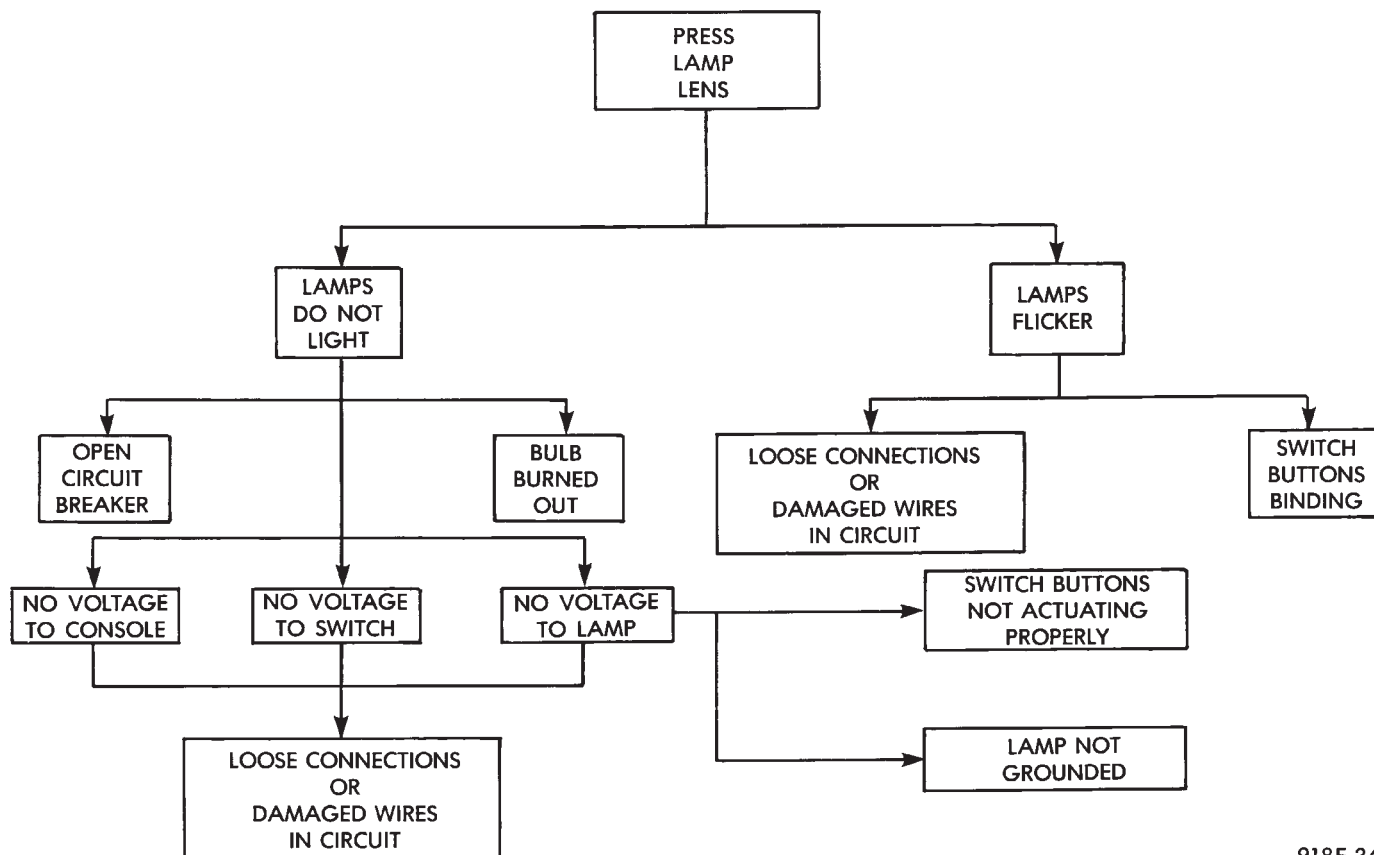 PRESS
LAMP
LENS
LAMPS
DO NOT
LIGHT
LAMPS
FLICKER
OPEN
CIRCUIT
BREAKER
BULB
BURNED
OUT
LOOSE CONNECTIONS
OR
DAMAGED WIRES
IN CIRCUIT
SWITCH
BUTTONS
BINDING
NO VOLTAGE
TO CONSOLE
NO VOLTAGE
TO SWITCH
NO VOLTAGE
TO LAMP
SWITCH BUTTONS
NOT ACTUATING
PROPERLY
LOOSE CONNECTIONS
OR
DAMAGED WIRES
IN CIRCUIT
LAMP NOT
GROUNDED